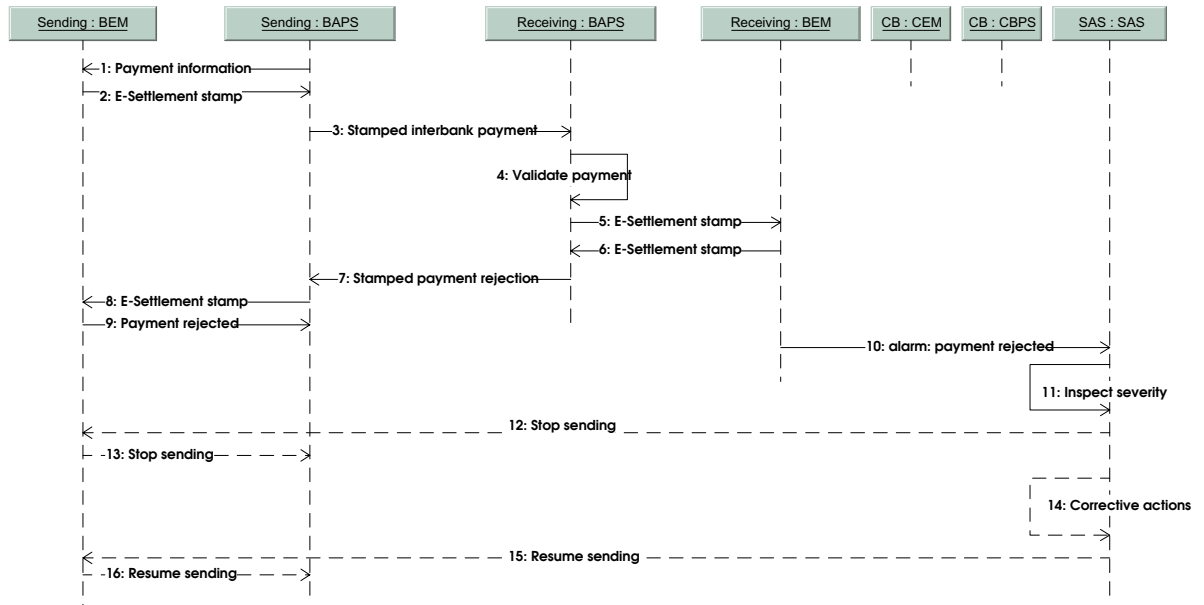 Sending : BEM
Sending : BAPS
Receiving : BAPS
Receiving : BEM
CB : CEM
CB : CBPS
SAS : SAS
1: Payment information
2: E-Settlement stamp
3: Stamped interbank payment
4: Validate payment
5: E-Settlement stamp
6: E-Settlement stamp
7: Stamped payment rejection
8: E-Settlement stamp
9: Payment rejected
10: alarm: payment rejected
11: Inspect severity
12: Stop sending
13: Stop sending
14: Corrective actions
15: Resume sending
16: Resume sending